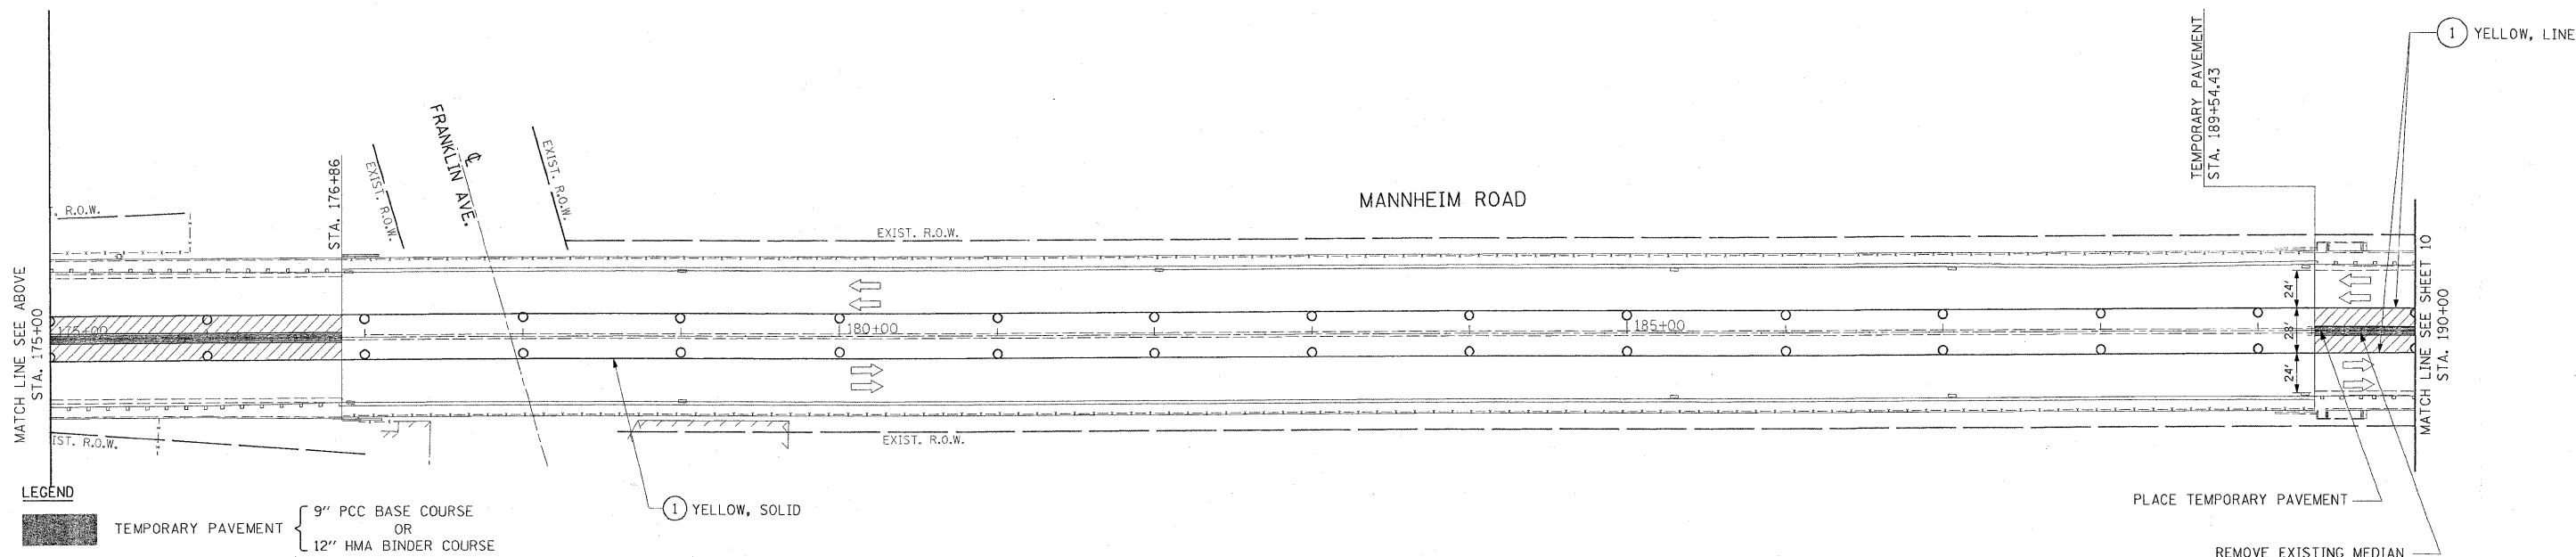 1 YELLOW, LINE
TEMPORARY PAVEMENT
STA. 189+54.43
FRANKLIN AVE.
℄
EXIST. R.O.W.
EXIST. R.O.W.
STA. 176+86
MANNHEIM ROAD
. R.O.W.
EXIST. R.O.W.
MATCH LINE SEE ABOVE
STA. 175+00
175+00
180+00
185+00
24'
28'
24'
MATCH LINE SEE SHEET 10
STA. 190+00
IST. R.O.W.
EXIST. R.O.W.
LEGEND
TEMPORARY PAVEMENT
9" PCC BASE COURSE
OR
12" HMA BINDER COURSE
1 YELLOW, SOLID
PLACE TEMPORARY PAVEMENT
REMOVE EXISTING MEDIAN